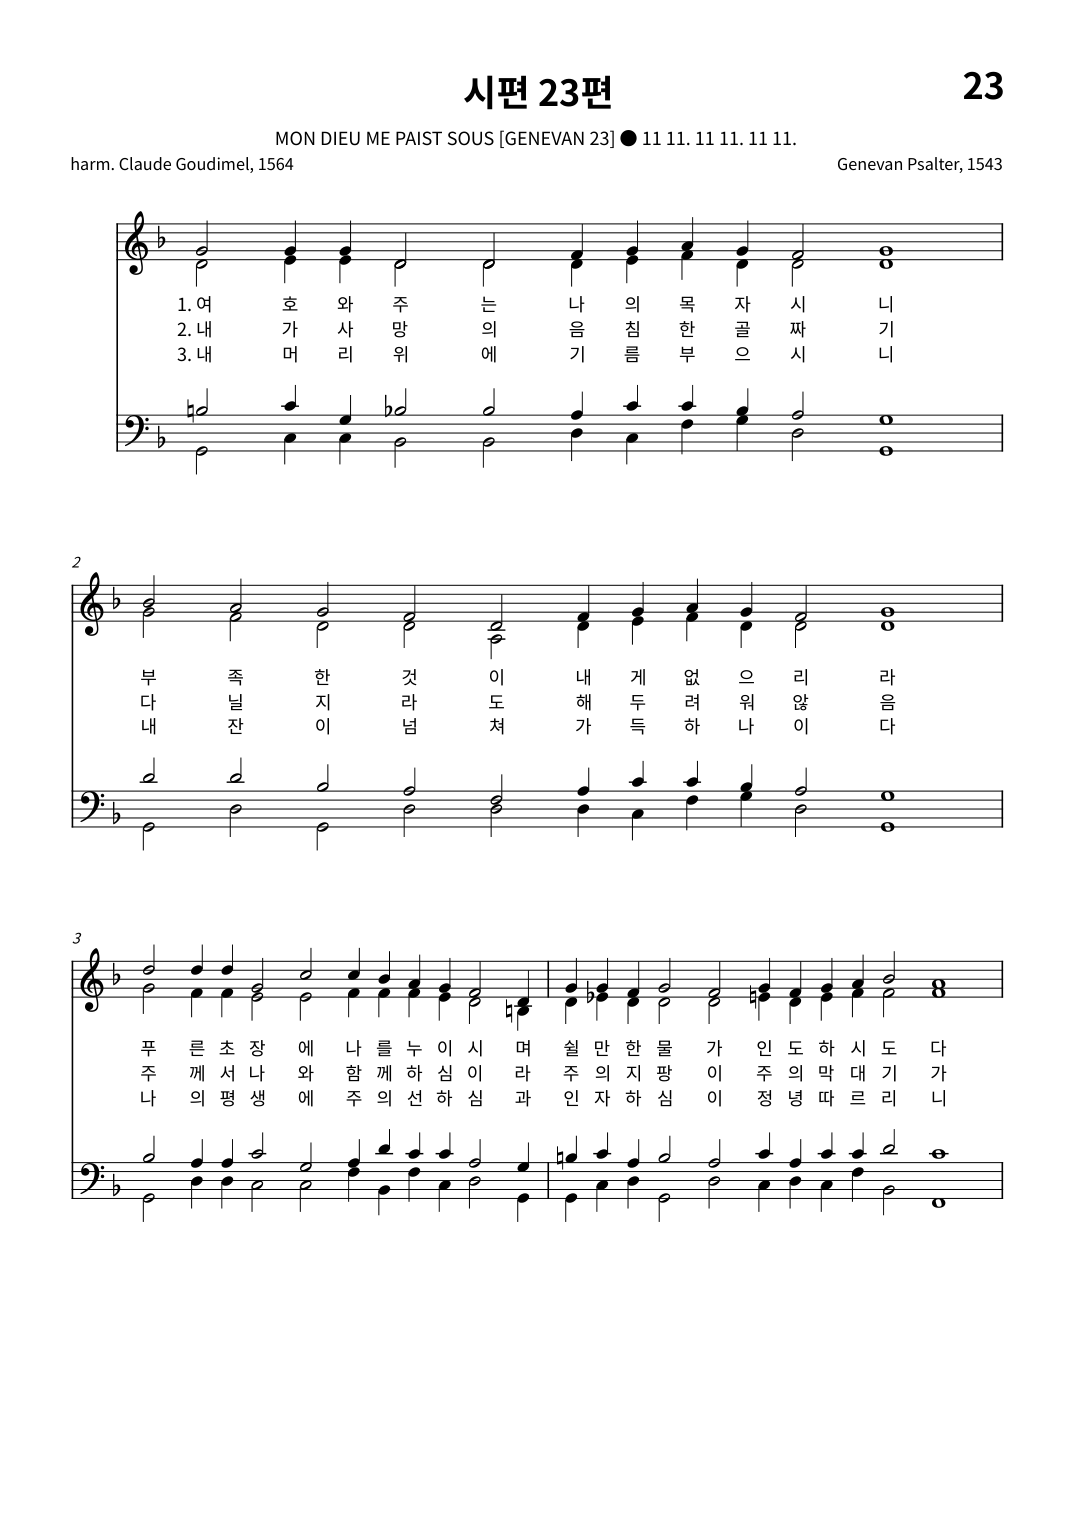 시편 23편
23
MON DIEU ME PAIST SOUS [GENEVAN 23] ● 11 11. 11 11. 11 11.
harm. Claude Goudimel, 1564
Genevan Psalter, 1543
1. 여 호 와 주 는 나 의 목 자 시 니
2. 내 가 사 망 의 음 침 한 골 짜 기
3. 내 머 리 위 에 기 름 부 으 시 니
2
부 족 한 것 이 내 게 없 으 리 라
다 닐 지 라 도 해 두 려 워 않 음
내 잔 이 넘 쳐 가 득 하 나 이 다
3
푸 른 초 장 에 나 를 누 이 시 며 쉴 만 한 물 가 인 도 하 시 도 다
주 께 서 나 와 함 께 하 심 이 라 주 의 지 팡 이 주 의 막 대 기 가
나 의 평 생 에 주 의 선 하 심 과 인 자 하 심 이 정 녕 따 르 리 니